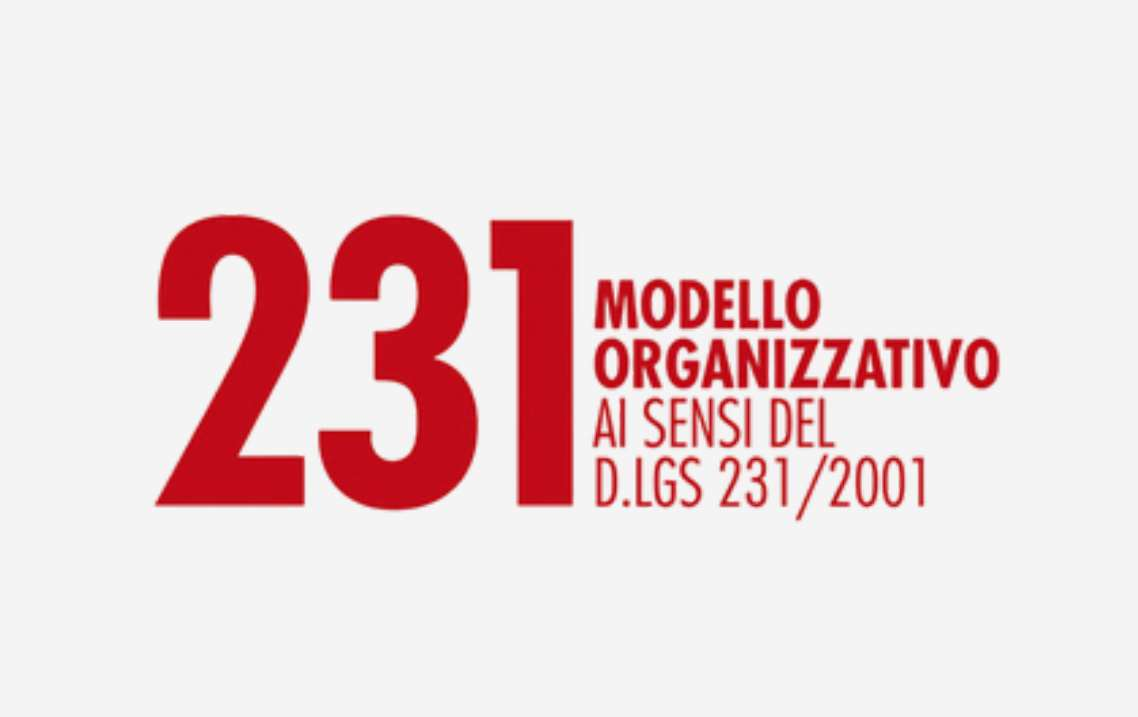 231
MODELLO
ORGANIZZATIVO
AI SENSI DEL
D.LGS 231/2001